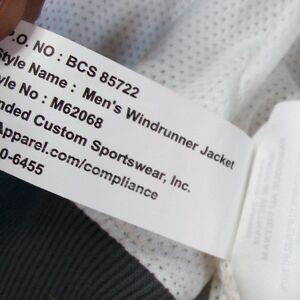 P.O. NO : BCS 85722
Style Name : Men's Windrunner Jacket
Style No : M62068
nded Custom Sportswear, Inc.
Apparel.com/compliance
0-6455